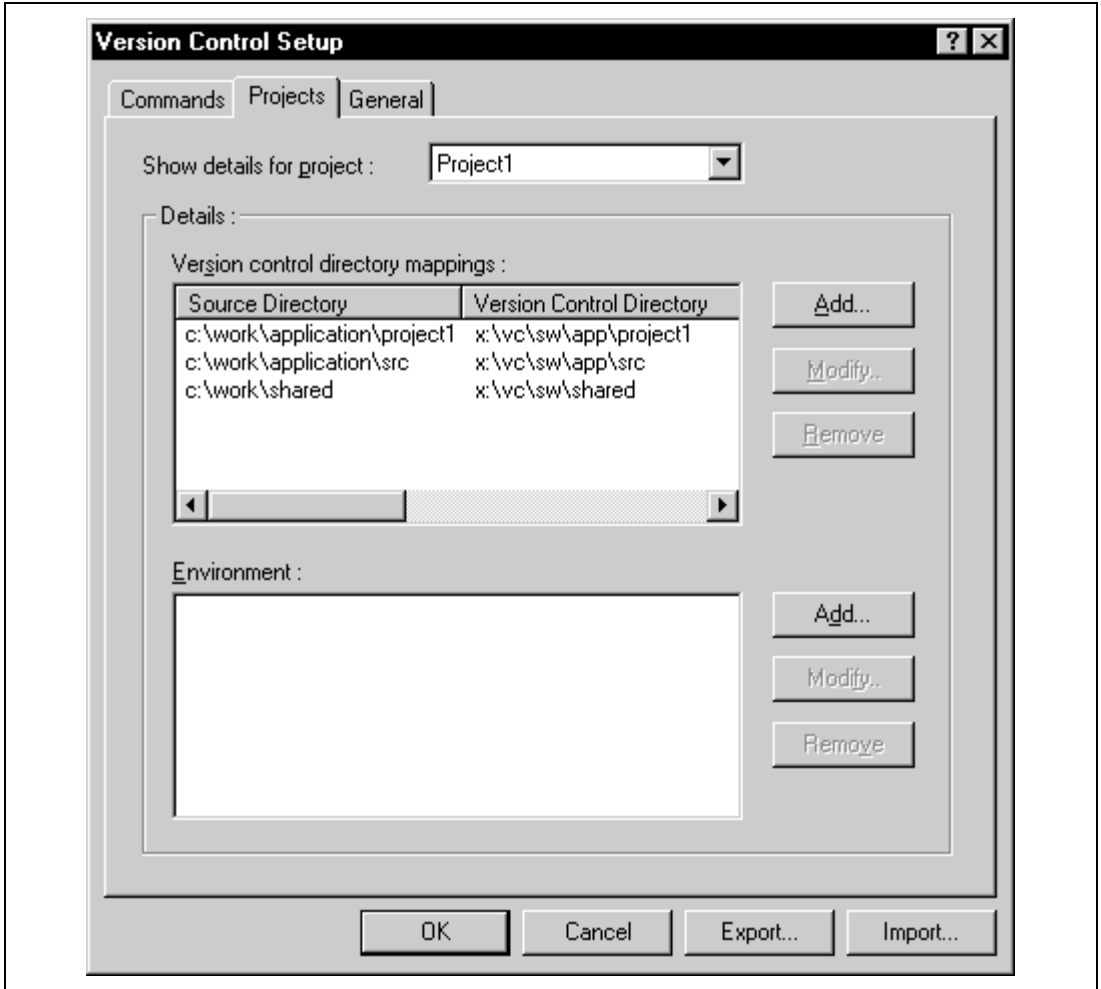 Version Control Setup
Commands Projects General
Show details for project : Project1
Details :
Version control directory mappings :
Source Directory Version Control Directory
c:\work\application\project1 x:\vc\sw\app\project1
c:\work\application\src x:\vc\sw\app\src
c:\work\shared x:\vc\sw\shared
Add...
Modify..
Remove
Environment :
Add...
Modify..
Remove
OK Cancel Export... Import...